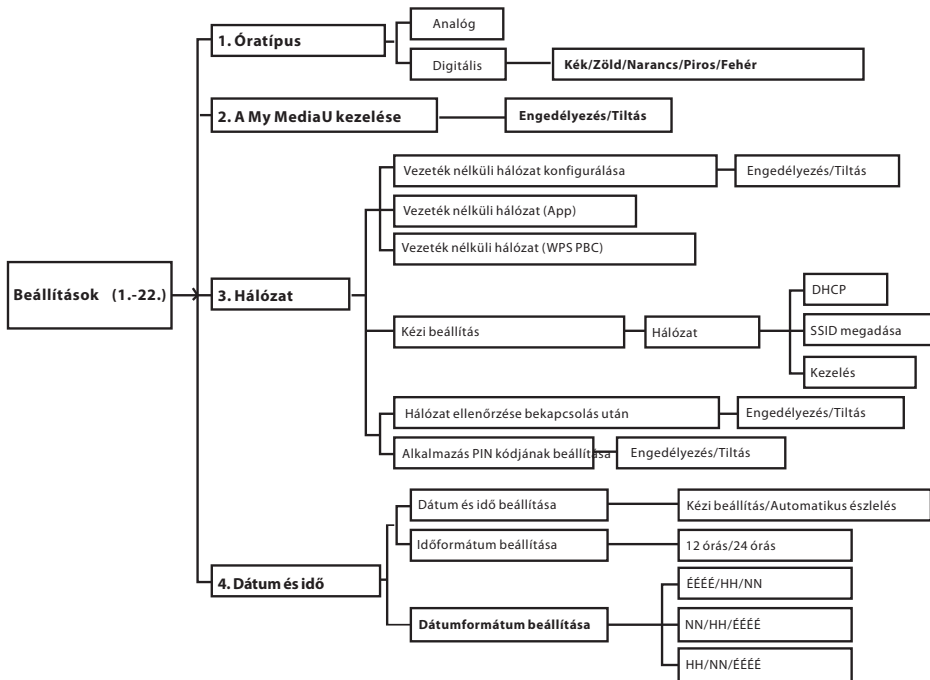 Beállítások (1.-22.)
1. Óratípus
Analóg
Digitális
Kék/Zöld/Narancs/Piros/Fehér
2. A My MediaU kezelése
Engedélyezés/Tiltás
3. Hálózat
Vezeték nélküli hálózat konfigurálása
Engedélyezés/Tiltás
Vezeték nélküli hálózat (App)
Vezeték nélküli hálózat (WPS PBC)
Kézi beállítás
Hálózat
DHCP
SSID megadása
Kezelés
Hálózat ellenőrzése bekapcsolás után
Engedélyezés/Tiltás
Alkalmazás PIN kódjának beállítása
Engedélyezés/Tiltás
4. Dátum és idő
Dátum és idő beállítása
Kézi beállítás/Automatikus észlelés
Időformátum beállítása
12 órás/24 órás
Dátumformátum beállítása
ÉÉÉÉ/HH/NN
NN/HH/ÉÉÉÉ
HH/NN/ÉÉÉÉ